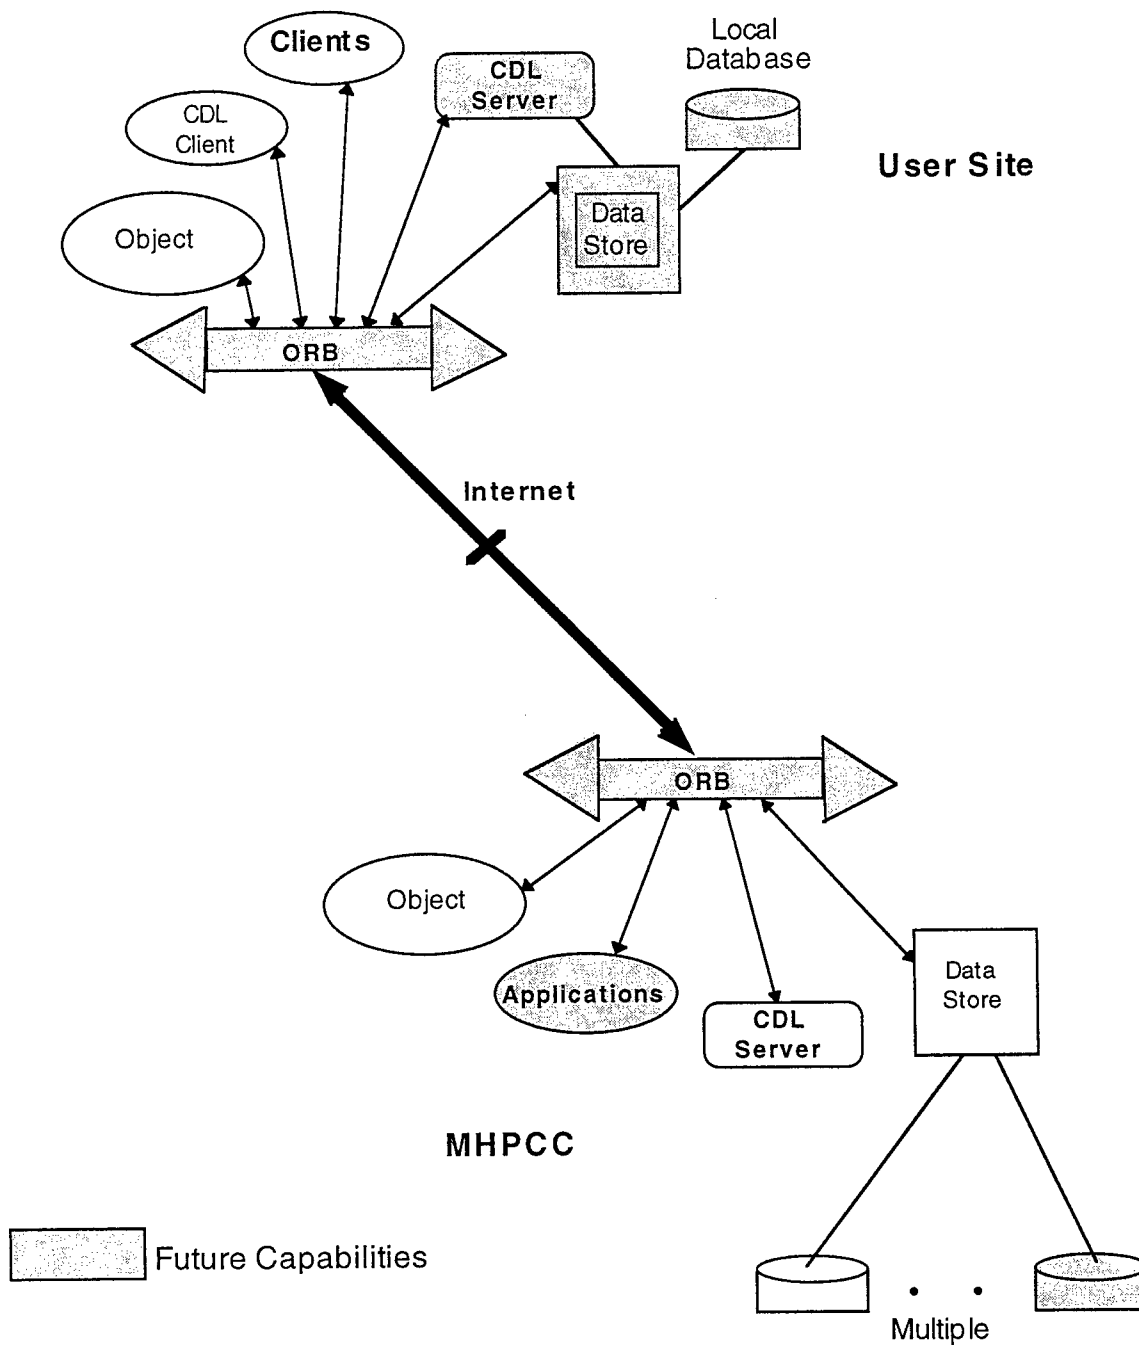 Clients
CDL
Server
Local
Database
CDL
Client
User Site
Object
Data
Store
ORB
Internet
ORB
Object
Applications
CDL
Server
Data
Store
MHPCC
Future Capabilities
Multiple